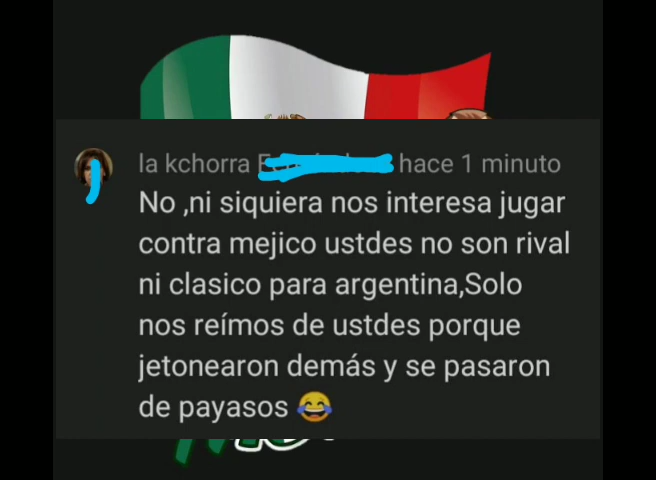 la kchorra hace 1 minuto
No ,ni siquiera nos interesa jugar
contra mejico ustdes no son rival
ni clasico para argentina,Solo
nos reímos de ustdes porque
jetonearon demás y se pasaron
de payasos 😂